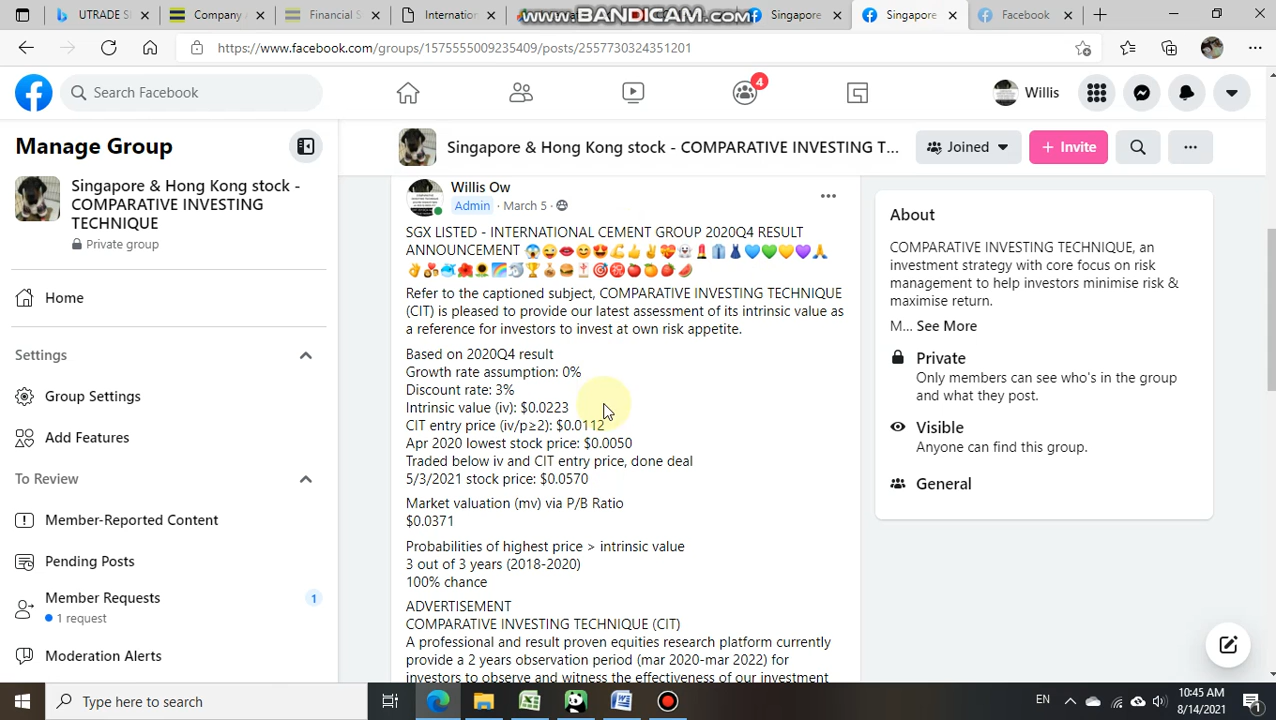 UTRADE S
Company A
Financial S
Internation
www.BANDICAM.com
Singapore
Singapore
Facebook
https://www.facebook.com/groups/1575555009235409/posts/2557730324351201
Search Facebook
4
Willis
Manage Group
Singapore & Hong Kong stock - COMPARATIVE INVESTING T...
Joined
+ Invite
Singapore & Hong Kong stock -
COMPARATIVE INVESTING
TECHNIQUE
Private group
Home
Settings
Group Settings
Add Features
To Review
Member-Reported Content
Pending Posts
Member Requests
1
1 request
Moderation Alerts
Willis Ow
Admin · March 5 ·
SGX LISTED - INTERNATIONAL CEMENT GROUP 2020Q4 RESULT
ANNOUNCEMENT 😱😜💋😊🤩💪👍✌💝👻💄👔👗💙💚💛💜🙏
Refer to the captioned subject, COMPARATIVE INVESTING TECHNIQUE
(CIT) is pleased to provide our latest assessment of its intrinsic value as
a reference for investors to invest at own risk appetite.
Based on 2020Q4 result
Growth rate assumption: 0%
Discount rate: 3%
Intrinsic value (iv): $0.0223
CIT entry price (iv/p≥2): $0.0112
Apr 2020 lowest stock price: $0.0050
Traded below iv and CIT entry price, done deal
5/3/2021 stock price: $0.0570
Market valuation (mv) via P/B Ratio
$0.0371
Probabilities of highest price > intrinsic value
3 out of 3 years (2018-2020)
100% chance
ADVERTISEMENT
COMPARATIVE INVESTING TECHNIQUE (CIT)
A professional and result proven equities research platform currently
provide a 2 years observation period (mar 2020-mar 2022) for
investors to observe and witness the effectiveness of our investment
About
COMPARATIVE INVESTING TECHNIQUE, an
investment strategy with core focus on risk
management to help investors minimise risk &
maximise return.
M... See More
Private
Only members can see who's in the group
and what they post.
Visible
Anyone can find this group.
General
Type here to search
EN
10:45 AM
8/14/2021
1